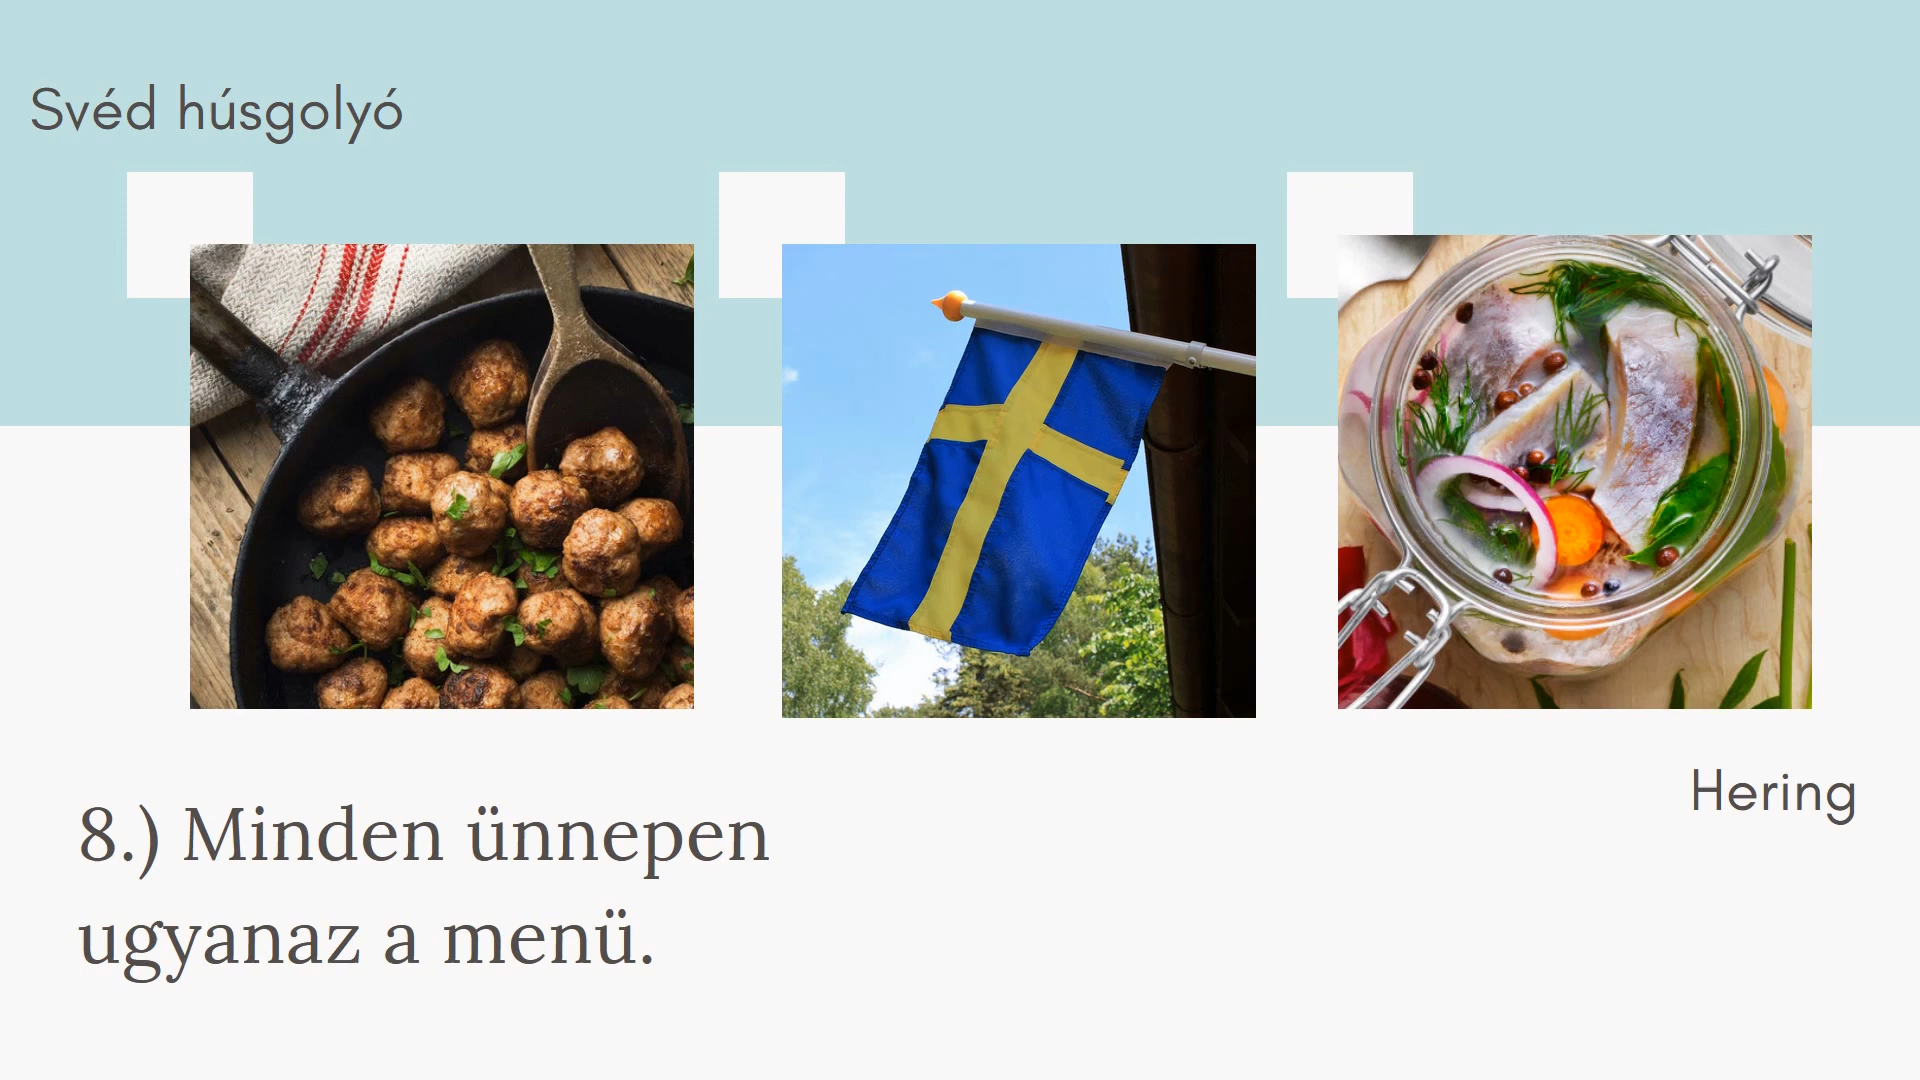 Svéd húsgolyó
Hering
8.) Minden ünnepen
ugyanaz a menü.